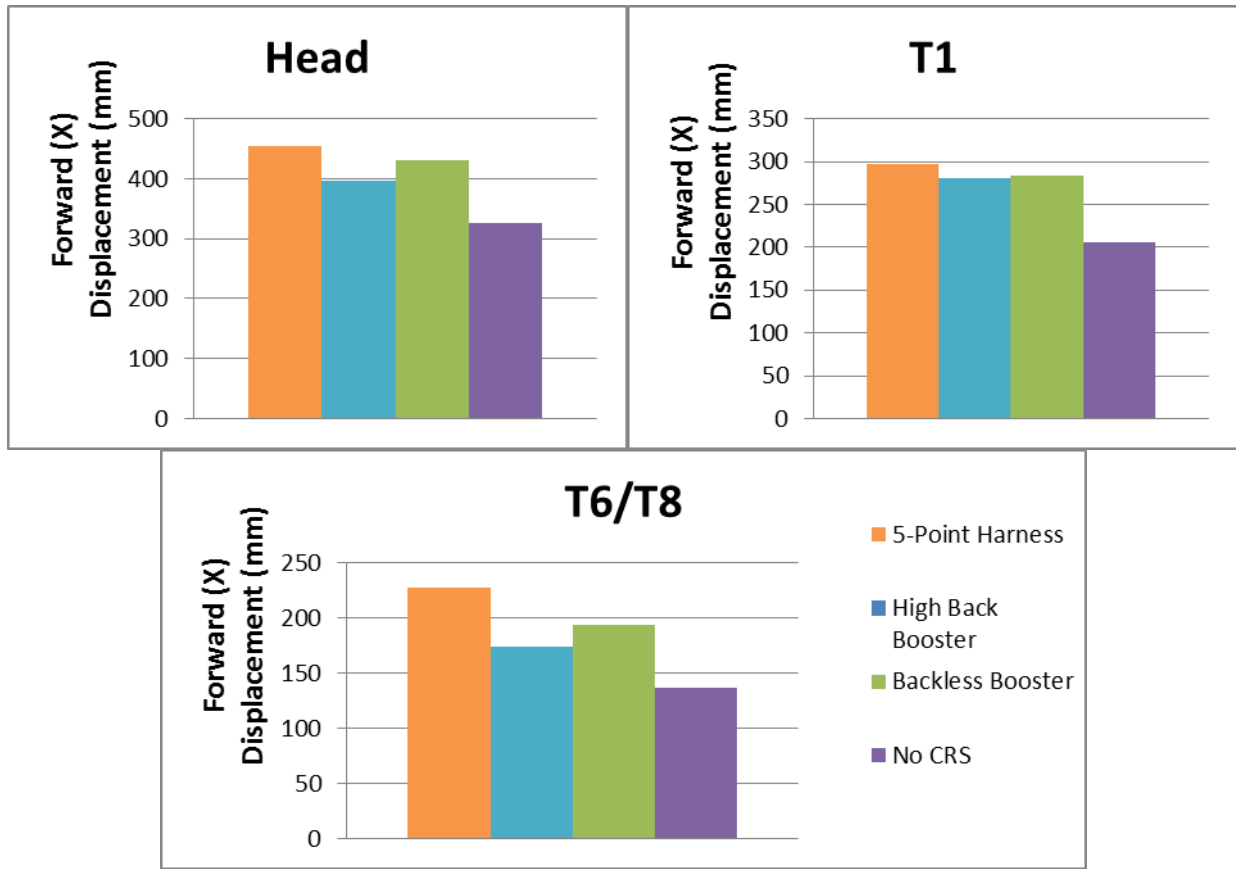 Head
Forward (X)
Displacement (mm)
500
400
300
200
100
0
T1
Forward (X)
Displacement (mm)
350
300
250
200
150
100
50
0
T6/T8
Forward (X)
Displacement (mm)
250
200
150
100
50
0
5-Point Harness
High Back
Booster
Backless Booster
No CRS